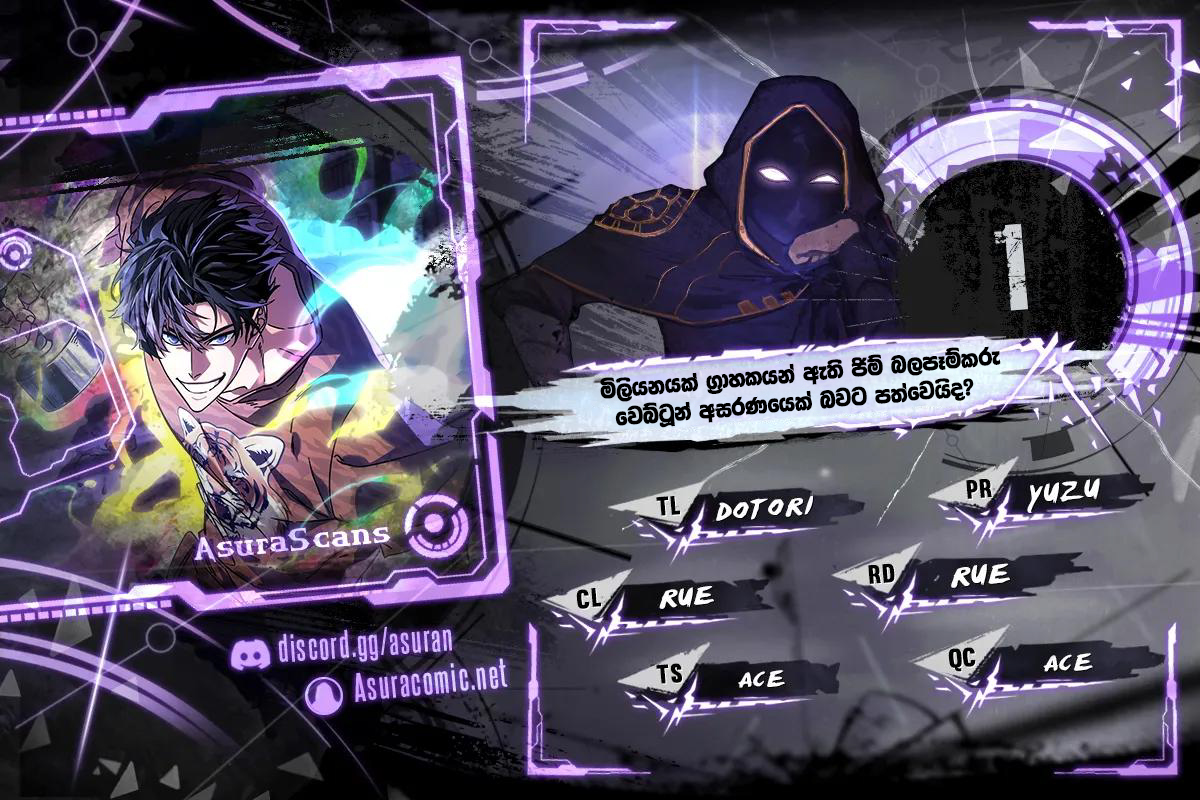 1
මිලියනයක් ග්‍රාහකයන් ඇති ජිම් බලපෑම්කරු
වෙබ්ටූන් අසරණයෙක් බවට පත්වෙයිද?
TL DOTORI
PR YUZU
CL RUE
RD RUE
TS ACE
QC ACE
AsuraScans
discord.gg/asuran
Asuracomic.net